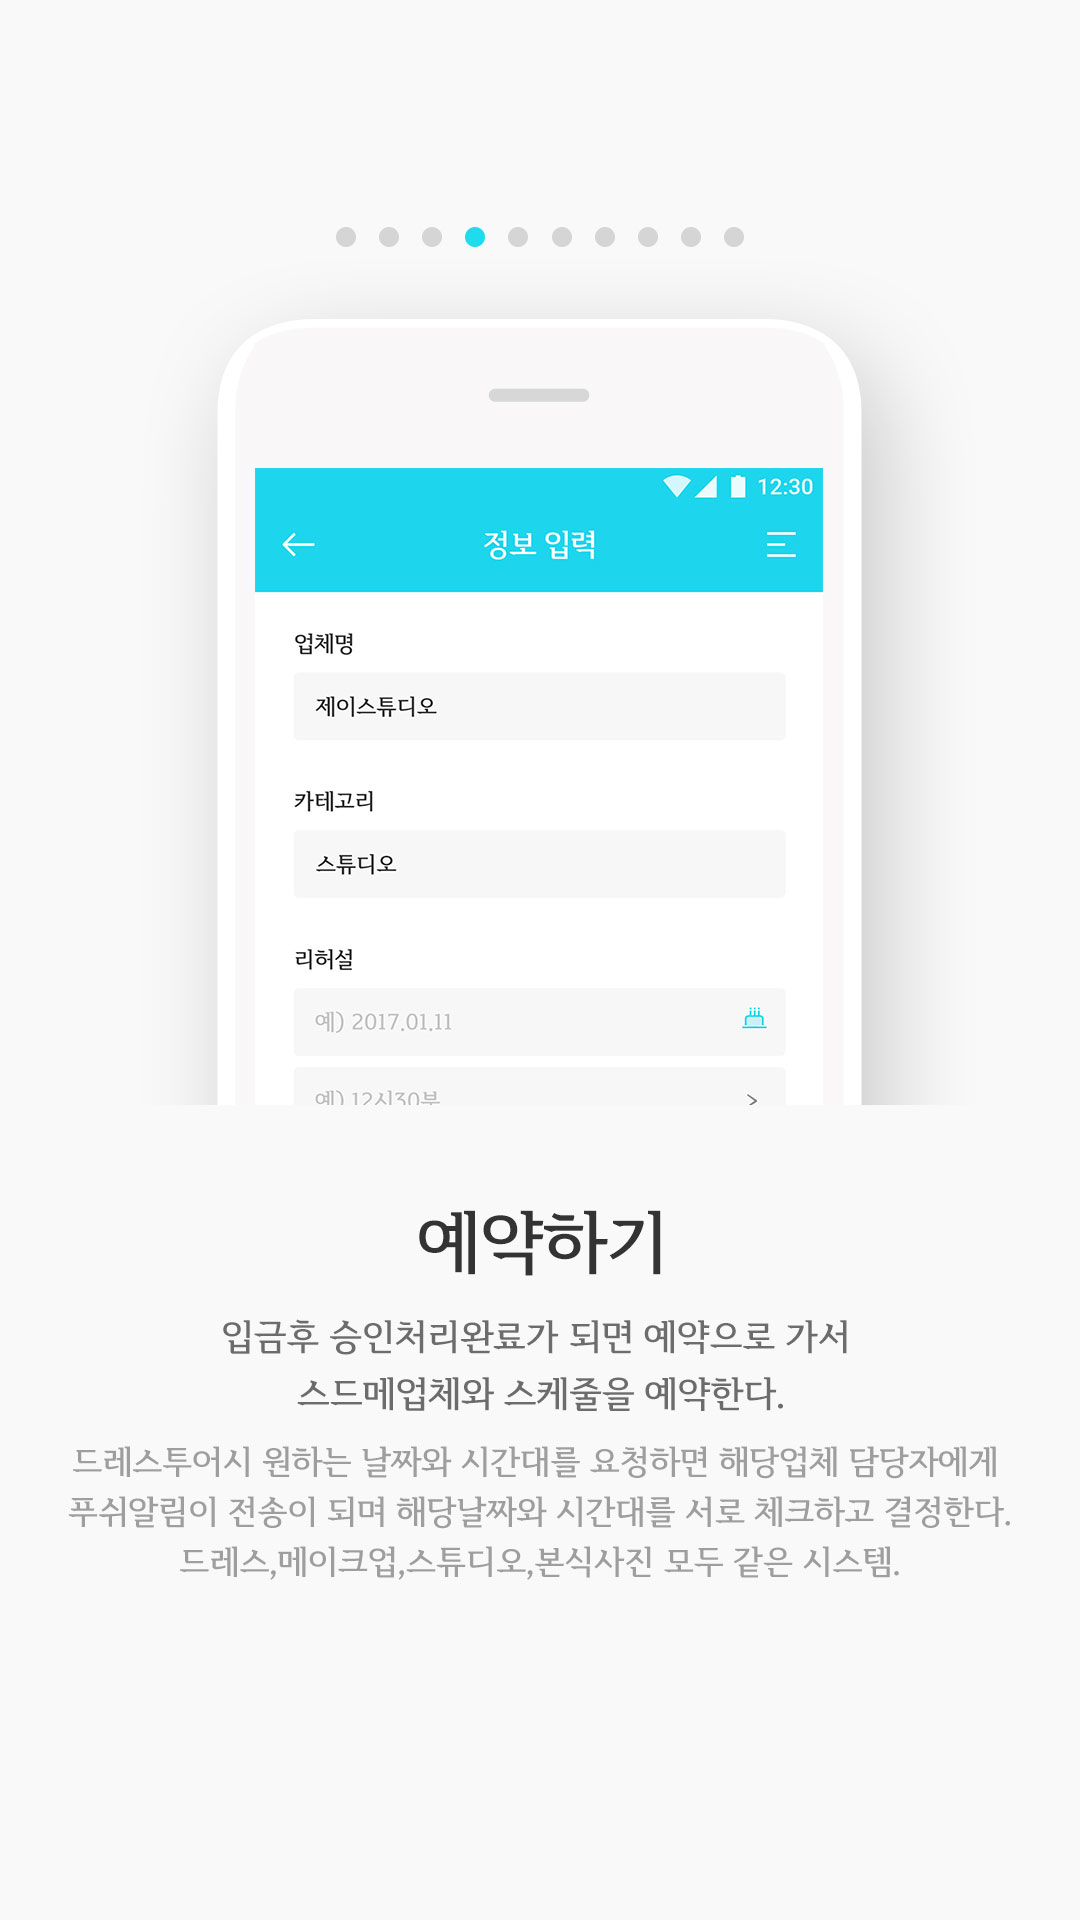 12:30
정보 입력
업체명
제이스튜디오
카테고리
스튜디오
리허설
예) 2017.01.11
예) 12시30분
예약하기
입금후 승인처리완료가 되면 예약으로 가서
스드메업체와 스케줄을 예약한다.
드레스투어시 원하는 날짜와 시간대를 요청하면 해당업체 담당자에게
푸쉬알림이 전송이 되며 해당날짜와 시간대를 서로 체크하고 결정한다.
드레스,메이크업,스튜디오,본식사진 모두 같은 시스템.